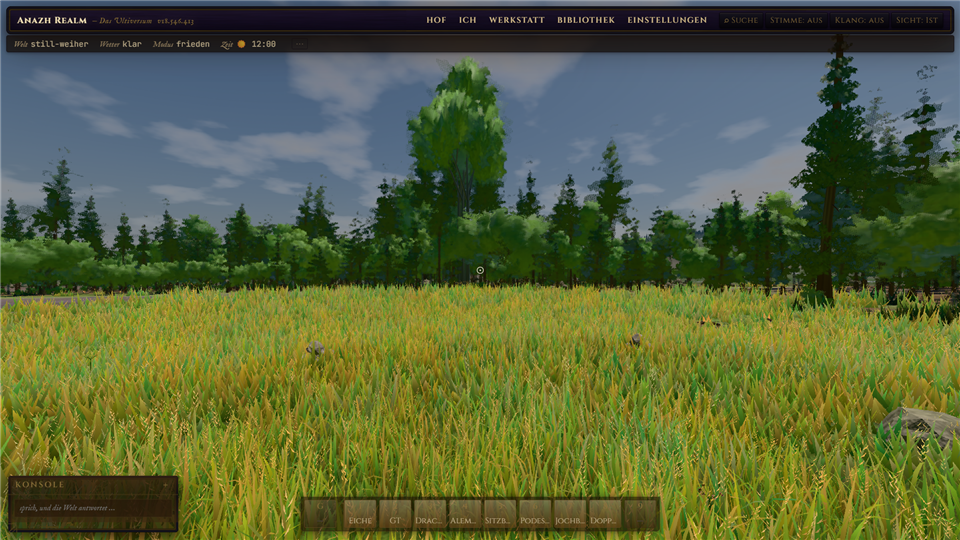 Anazh Realm — Das Ultiversum v18.546.413
HOF ICH WERKSTATT BIBLIOTHEK EINSTELLUNGEN
SUCHE STIMME: AUS KLANG: AUS SICHT: IST
Welt still-weiher Wetter klar Modus frieden Zeit 12:00
KONSOLE
sprich, und die Welt antwortet ...
EICHE GT DRAC... ALEM... SITZB... PODES... JOCHB... DOPP...